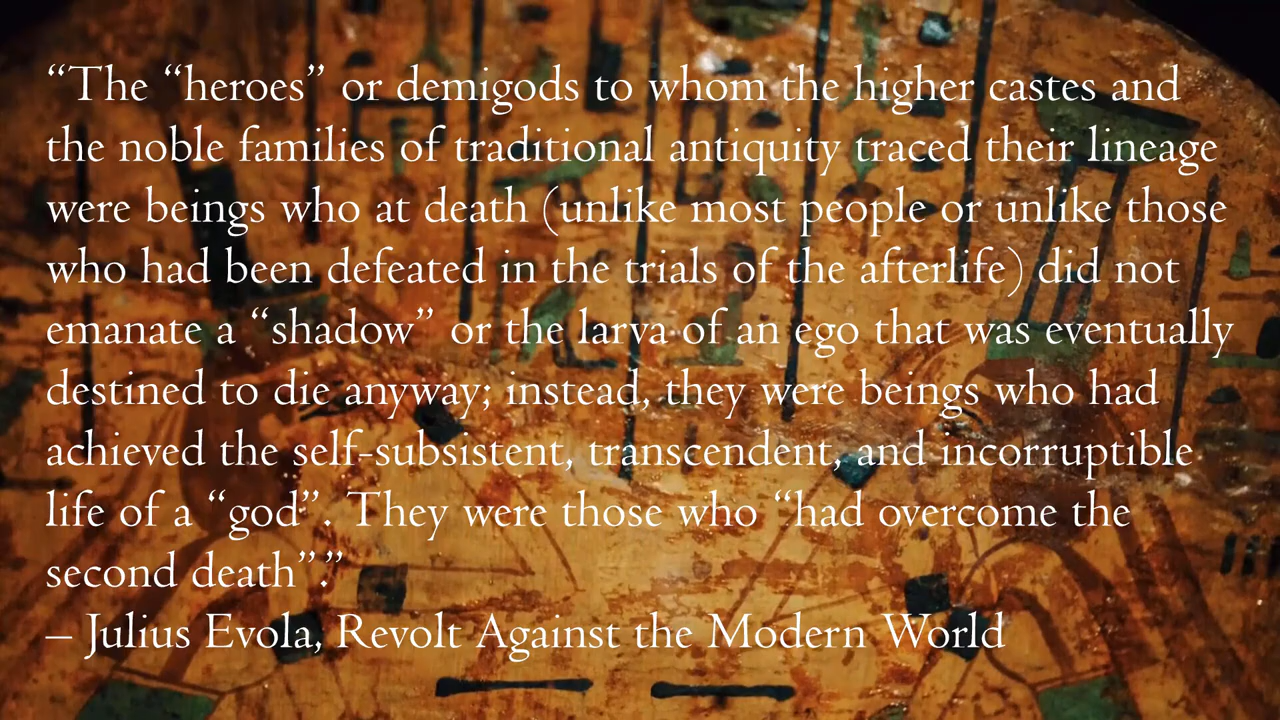 “The “heroes” or demigods to whom the higher castes and
the noble families of traditional antiquity traced their lineage
were beings who at death (unlike most people or unlike those
who had been defeated in the trials of the afterlife) did not
emanate a “shadow” or the larva of an ego that was eventually
destined to die anyway; instead, they were beings who had
achieved the self-subsistent, transcendent, and incorruptible
life of a “god”. They were those who “had overcome the
second death”.”
– Julius Evola, Revolt Against the Modern World